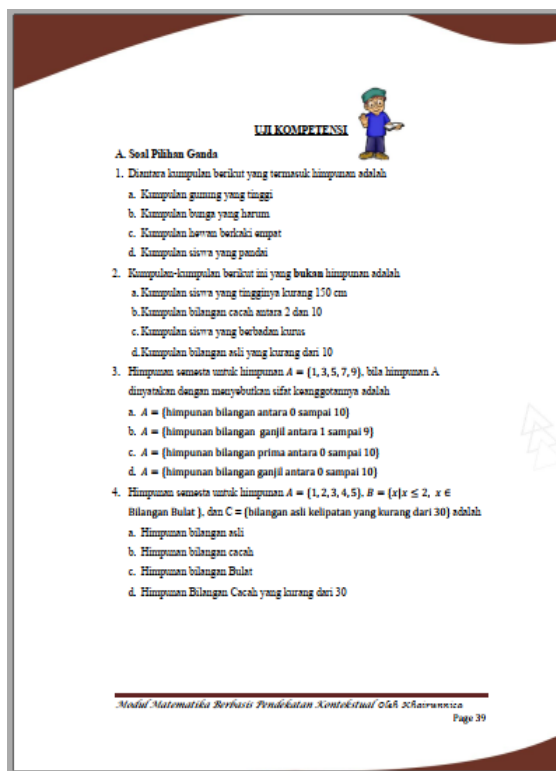 UJI KOMPETENSI
A. Soal Pilihan Ganda
1. Diantara kumpulan berikut yang termasuk himpunan adalah
a. Kumpulan gunung yang tinggi
b. Kumpulan bunga yang harum
c. Kumpulan hewan berkaki empat
d. Kumpulan siswa yang pandai
2. Kumpulan-kumpulan berikut ini yang bukan himpunan adalah
a. Kumpulan siswa yang tingginya kurang 150 cm
b. Kumpulan bilangan cacah antara 2 dan 10
c. Kumpulan siswa yang berbadan kurus
d. Kumpulan bilangan asli yang kurang dari 10
3. Himpunan semesta untuk himpunan A = {1, 3, 5, 7, 9}. bila himpunan A
dinyatakan dengan menyebutkan sifat keanggotannya adalah
a. A = {himpunan bilangan antara 0 sampai 10}
b. A = {himpunan bilangan ganjil antara 1 sampai 9}
c. A = {himpunan bilangan prima antara 0 sampai 10}
d. A = {himpunan bilangan ganjil antara 0 sampai 10}
4. Himpunan semesta untuk himpunan A = {1, 2, 3, 4, 5}. B = {x|x ≤ 2, x ∈
Bilangan Bulat }. dan C = {bilangan asli kelipatan yang kurang dari 30} adalah
a. Himpunan bilangan asli
b. Himpunan bilangan cacah
c. Himpunan bilangan Bulat
d. Himpunan Bilangan Cacah yang kurang dari 30
Modul Matematika Berbasis Pendekatan Kontekstual Oleh Khairunnica
Page 39